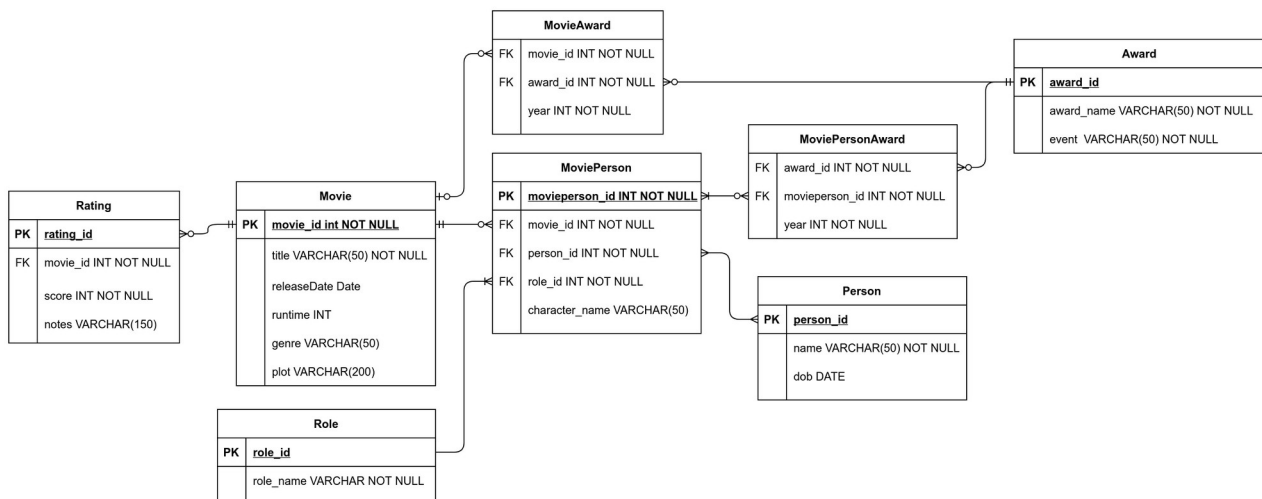 MovieAward
FK movie_id INT NOT NULL
FK award_id INT NOT NULL
year INT NOT NULL
Award
PK award_id
award_name VARCHAR(50) NOT NULL
event VARCHAR(50) NOT NULL
MoviePersonAward
FK award_id INT NOT NULL
FK movieperson_id INT NOT NULL
year INT NOT NULL
MoviePerson
PK movieperson_id INT NOT NULL
FK movie_id INT NOT NULL
FK person_id INT NOT NULL
FK role_id INT NOT NULL
character_name VARCHAR(50)
Movie
PK movie_id int NOT NULL
title VARCHAR(50) NOT NULL
releaseDate Date
runtime INT
genre VARCHAR(50)
plot VARCHAR(200)
Rating
PK rating_id
FK movie_id INT NOT NULL
score INT NOT NULL
notes VARCHAR(150)
Person
PK person_id
name VARCHAR(50) NOT NULL
dob DATE
Role
PK role_id
role_name VARCHAR NOT NULL